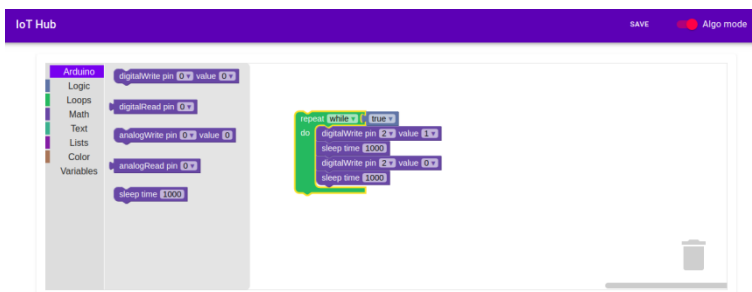 IoT Hub
SAVE
Algo mode
Arduino
Logic
Loops
Math
Text
Lists
Color
Variables
digitalWrite pin 0 value 0
digitalRead pin 0
analogWrite pin 0 value 0
analogRead pin 0
sleep time 1000
repeat while true
do digitalWrite pin 2 value 1
sleep time 1000
digitalWrite pin 2 value 0
sleep time 1000